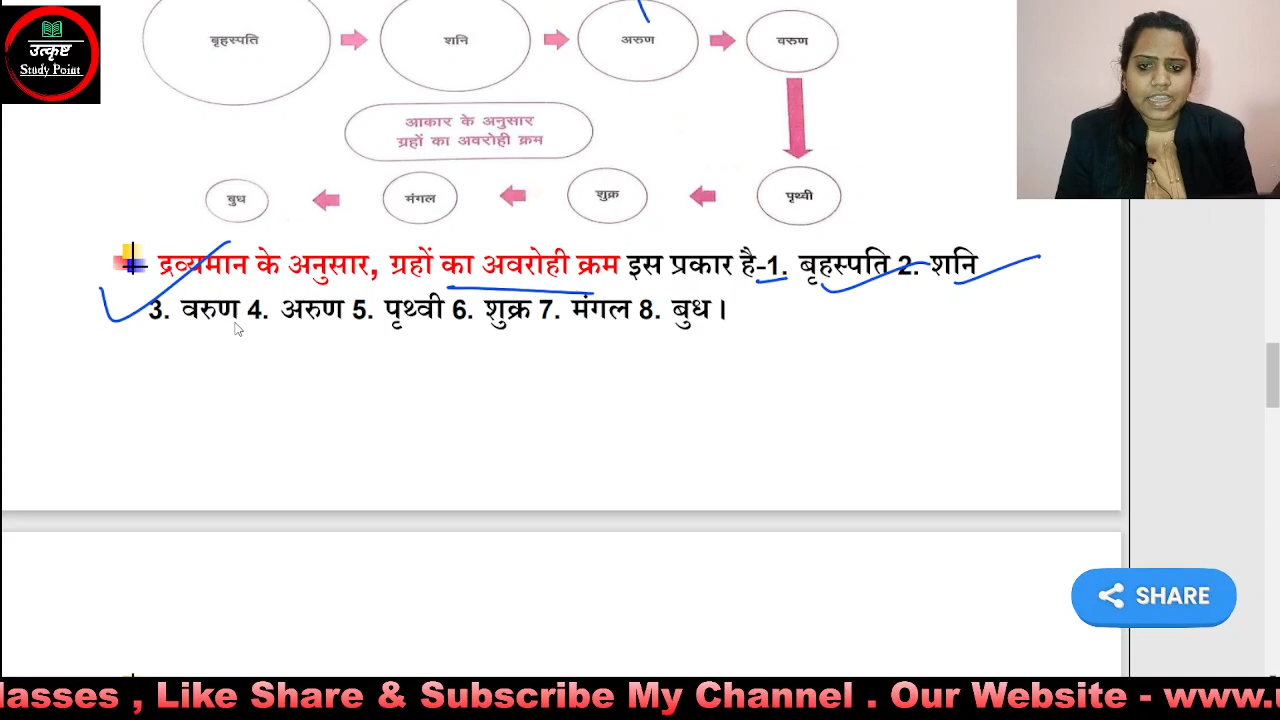 उत्कृष्ट
Study Point
बृहस्पति
शनि
अरुण
वरुण
आकार के अनुसार
ग्रहों का अवरोही क्रम
बुध
मंगल
शुक्र
पृथ्वी
द्रव्यमान के अनुसार, ग्रहों का अवरोही क्रम इस प्रकार है-1. बृहस्पति 2. शनि
3. वरुण 4. अरुण 5. पृथ्वी 6. शुक्र 7. मंगल 8. बुध।
SHARE
lasses , Like Share & Subscribe My Channel . Our Website - www.